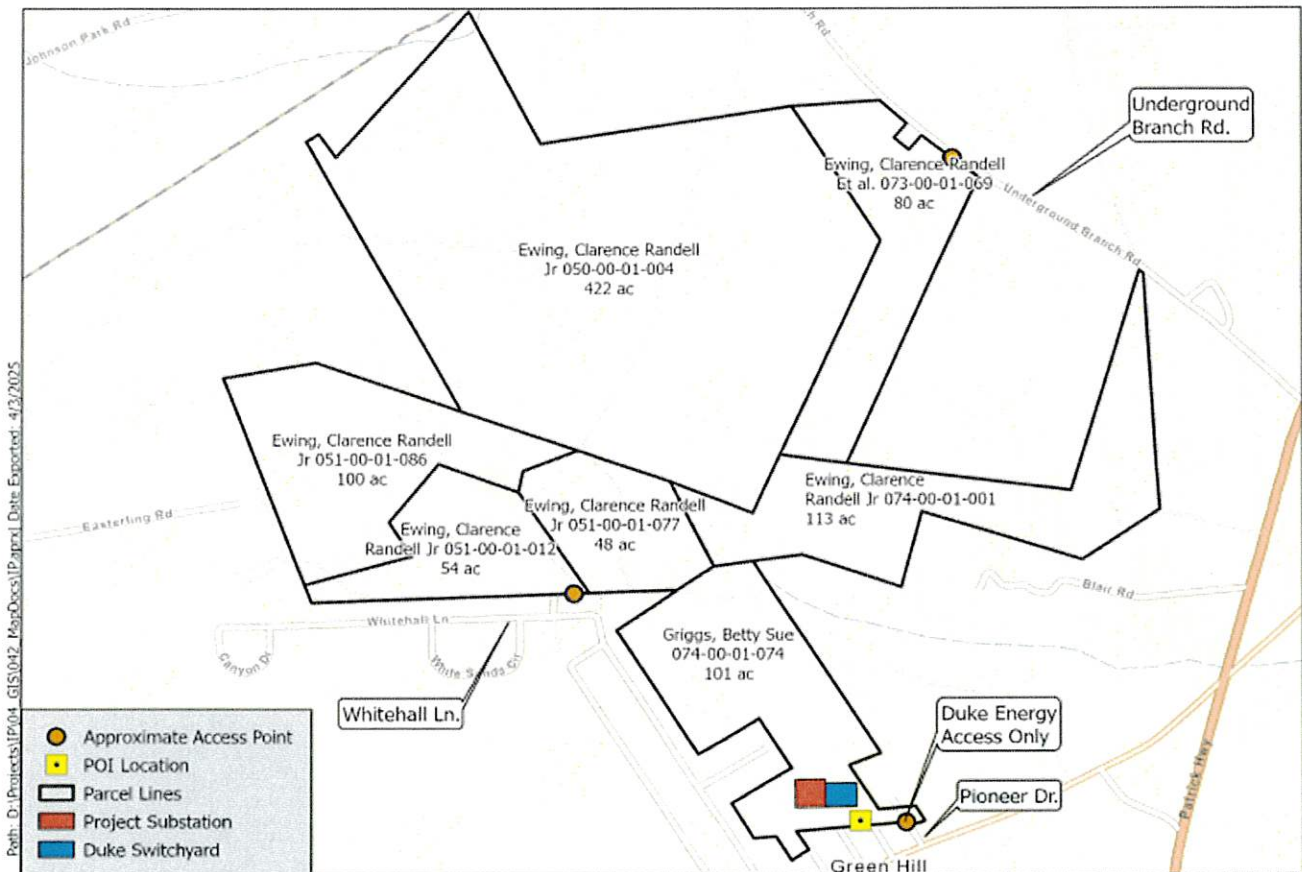 Johnson Park Rd
ch Rd
Underground
Branch Rd.
Ewing, Clarence Randell
Et al. 073-00-01-069
80 ac
Underground Branch Rd
Ewing, Clarence Randell
Jr 050-00-01-004
422 ac
Ewing, Clarence Randell
Jr 051-00-01-086
100 ac
Ewing, Clarence
Randell Jr 074-00-01-001
113 ac
Ewing, Clarence Randell
Jr 051-00-01-077
48 ac
Ewing, Clarence
Randell Jr 051-00-01-012
54 ac
Easterling Rd
Blair Rd
Whitehall Ln
Canyon Dr
White Sands Cir
Griggs, Betty Sue
074-00-01-074
101 ac
Whitehall Ln.
Duke Energy
Access Only
Pioneer Dr.
Patrick Hwy
Green Hill
Approximate Access Point
POI Location
Parcel Lines
Project Substation
Duke Switchyard
Path: D:\Projects\IP\04_GIS\042_MapDocs\IP.aprx| Date Exported: 4/3/2025